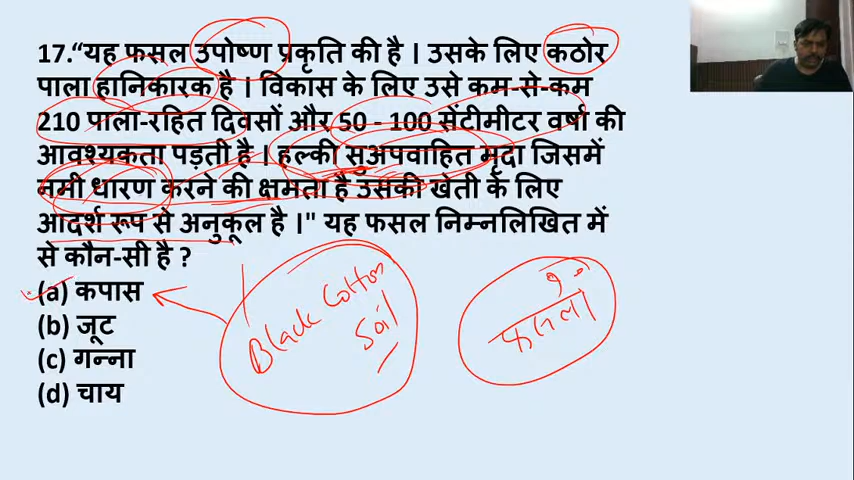 17.“यह फसल उपोष्ण प्रकृति की है । उसके लिए कठोर
पाला हानिकारक है । विकास के लिए उसे कम-से-कम
210 पाला-रहित दिवसों और 50 - 100 सेंटीमीटर वर्षा की
आवश्यकता पड़ती है । हल्की सुअपवाहित मृदा जिसमें
नमी धारण करने की क्षमता है उसकी खेती के लिए
आदर्श रूप से अनुकूल है ।" यह फसल निम्नलिखित में
से कौन-सी है ?
(a) कपास
(b) जूट
(c) गन्ना
(d) चाय
Black Cotton
Soil